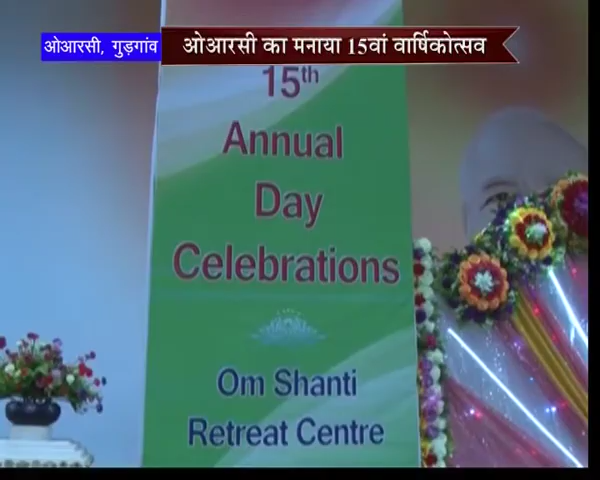 ओआरसी, गुड़गांव
ओआरसी का मनाया 15वां वार्षिकोत्सव
15th
Annual
Day
Celebrations
Om Shanti
Retreat Centre